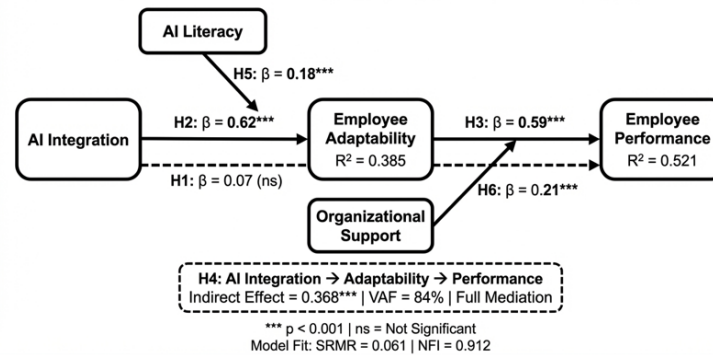 AI Literacy
H5: β = 0.18***
AI Integration
H2: β = 0.62***
Employee
Adaptability
R² = 0.385
H3: β = 0.59***
Employee
Performance
R² = 0.521
H1: β = 0.07 (ns)
H6: β = 0.21***
Organizational
Support
H4: AI Integration → Adaptability → Performance
Indirect Effect = 0.368*** | VAF = 84% | Full Mediation
*** p < 0.001 | ns = Not Significant
Model Fit: SRMR = 0.061 | NFI = 0.912